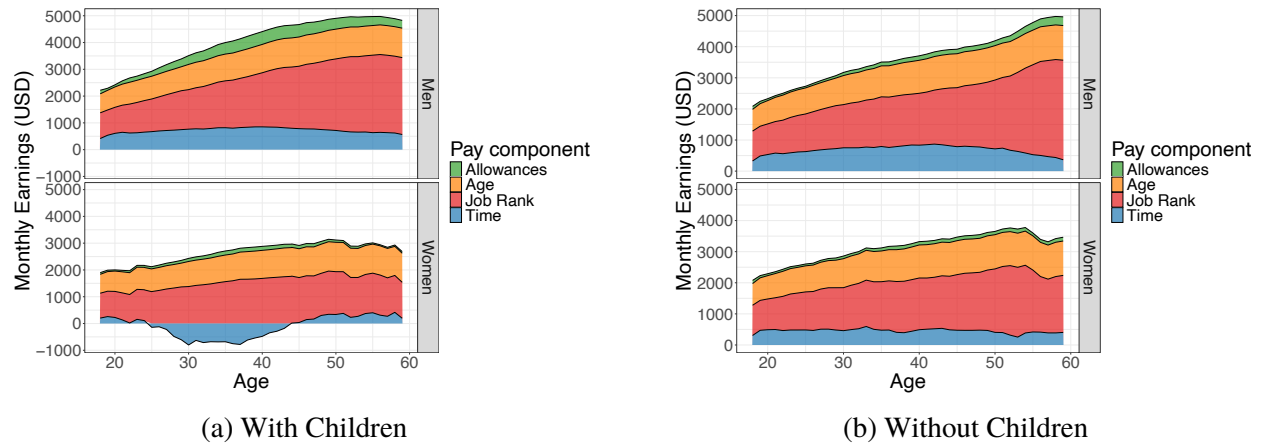 Monthly Earnings (USD)
5000
4000
3000
2000
1000
0
−1000
Men
5000
4000
3000
2000
1000
0
−1000
Women
20 30 40 50 60
Age
Pay component
Allowances
Age
Job Rank
Time
(a) With Children
Monthly Earnings (USD)
5000
4000
3000
2000
1000
0
Men
5000
4000
3000
2000
1000
0
Women
20 30 40 50 60
Age
Pay component
Allowances
Age
Job Rank
Time
(b) Without Children